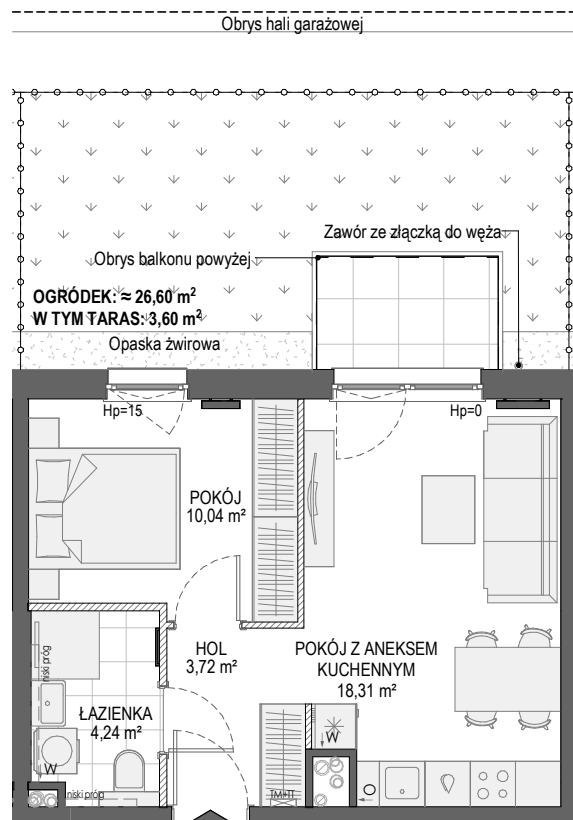 Obrys hali garażowej
Zawór ze złączką do węża
Obrys balkonu powyżej
OGRÓDEK: ≈ 26,60 m²
W TYM TARAS: 3,60 m²
Opaska żwirowa
Hp=15
Hp=0
POKÓJ
10,04 m²
HOL
3,72 m²
POKÓJ Z ANEKSEM
KUCHENNYM
18,31 m²
niski próg
ŁAZIENKA
4,24 m²
W
W
niski próg
TM+TT